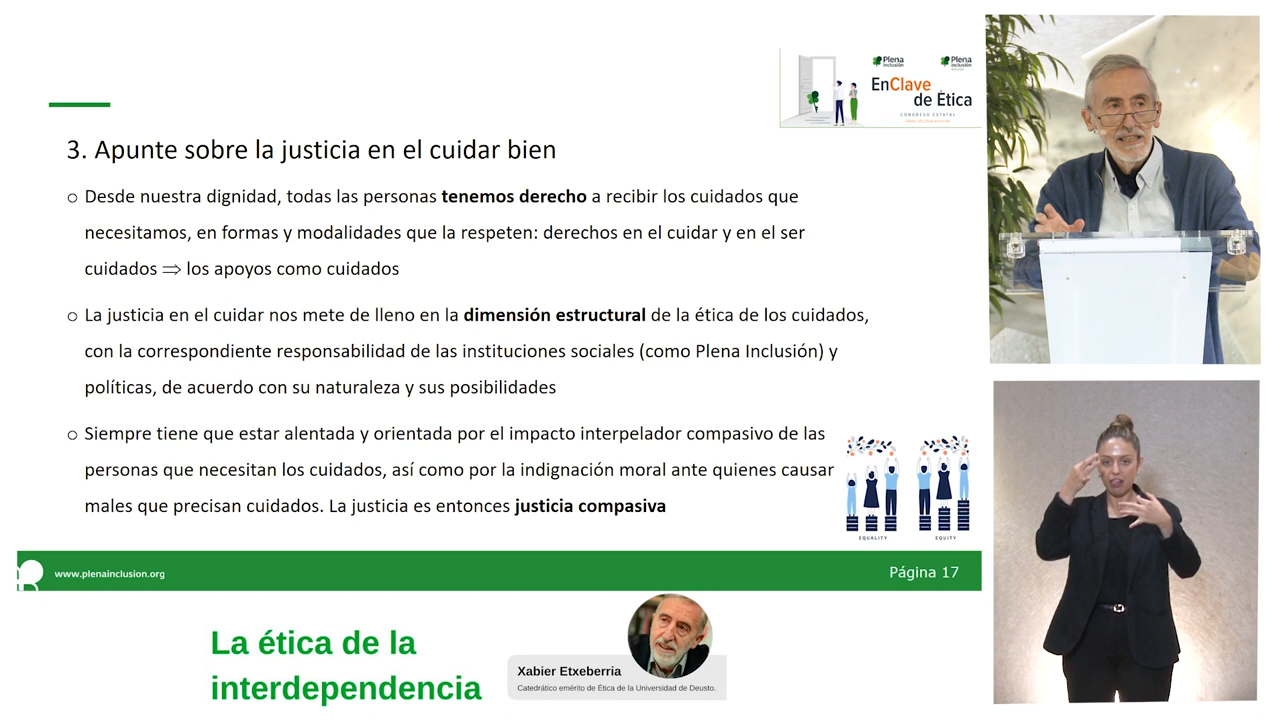 Plena
inclusión
Plena
inclusión
EnClave
de Ética
CONGRESO ESTATAL
3. Apunte sobre la justicia en el cuidar bien
○ Desde nuestra dignidad, todas las personas tenemos derecho a recibir los cuidados que
necesitamos, en formas y modalidades que la respeten: derechos en el cuidar y en el ser
cuidados ⇒ los apoyos como cuidados
○ La justicia en el cuidar nos mete de lleno en la dimensión estructural de la ética de los cuidados,
con la correspondiente responsabilidad de las instituciones sociales (como Plena Inclusión) y
políticas, de acuerdo con su naturaleza y sus posibilidades
○ Siempre tiene que estar alentada y orientada por el impacto interpelador compasivo de las
personas que necesitan los cuidados, así como por la indignación moral ante quienes causar
males que precisan cuidados. La justicia es entonces justicia compasiva
EQUALITY
EQUITY
www.plenainclusion.org
Página 17
La ética de la
interdependencia
Xabier Etxeberria
Catedrático emérito de Ética de la Universidad de Deusto.